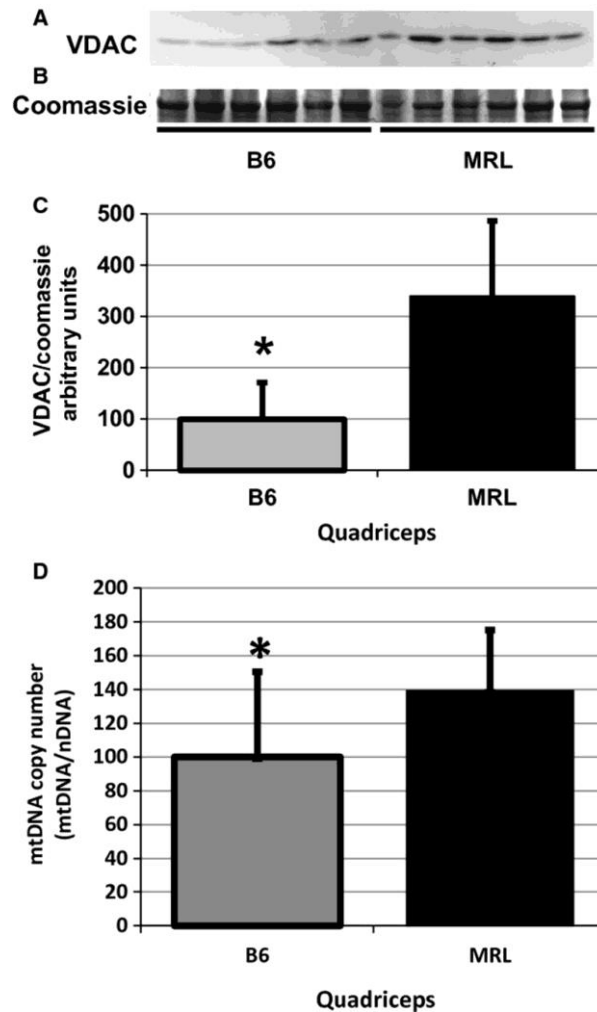 A
VDAC
B
Coomassie
B6 MRL
C
VDAC/coomassie
arbitrary units
500
400
300
200
100
0
*
B6 MRL
Quadriceps
D
mtDNA copy number
(mtDNA/nDNA)
200
180
160
140
120
100
80
60
40
20
0
*
B6 MRL
Quadriceps